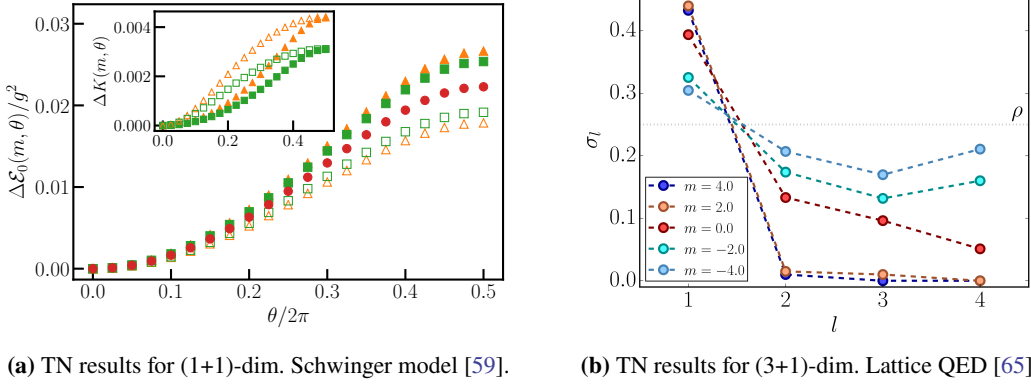 0.03
0.02
0.01
0.00
Δℰ₀(m, θ)/g²
0.004
0.002
0.000
ΔK(m, θ)
0.0 0.2 0.4
0.0 0.1 0.2 0.3 0.4 0.5
θ/2π
0.4
0.3
0.2
0.1
0.0
σₗ
ρ
m = 4.0
m = 2.0
m = 0.0
m = −2.0
m = −4.0
1 2 3 4
l
(a) TN results for (1+1)-dim. Schwinger model [59].
(b) TN results for (3+1)-dim. Lattice QED [65]